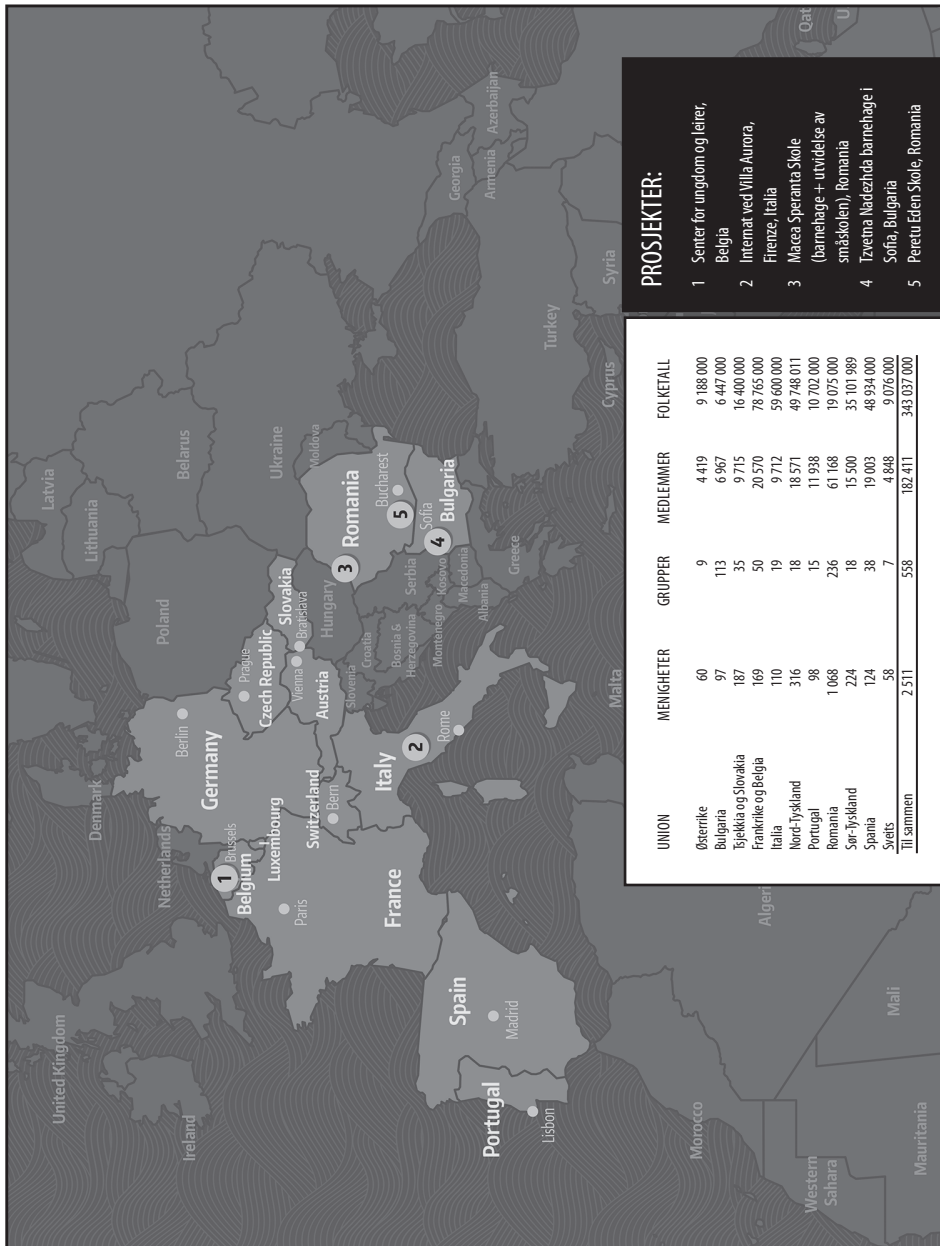 United Kingdom
Ireland
Denmark
Netherlands
Latvia
Lithuania
Belarus
Poland
Ukraine
Moldova
Germany
Berlin
1
Brussels
Belgium
Luxembourg
Paris
France
Prague
Czech Republic
Slovakia
Bratislava
Vienna
Austria
Hungary
Switzerland
Bern
Slovenia
Croatia
Bosnia &
Herzegovina
Serbia
Montenegro
Kosovo
Macedonia
Albania
Greece
3
Romania
Bucharest
5
Sofia
4
Bulgaria
Italy
2
Rome
Malta
Spain
Madrid
Portugal
Lisbon
Georgia
Armenia
Azerbaijan
Turkey
Syria
Cyprus
Qat
U
Morocco
Western
Sahara
Mauritania
Mali
Algeri
UNION MENIGHETER GRUPPER MEDLEMMER FOLKETALL
Østerrike 60 9 4 419 9 188 000
Bulgaria 97 113 6 967 6 447 000
Tsjekkia og Slovakia 187 35 9 715 16 400 000
Frankrike og Belgia 169 50 20 570 78 765 000
Italia 110 19 9 712 59 600 000
Nord-Tyskland 316 18 18 571 49 748 011
Portugal 98 15 11 938 10 702 000
Romania 1 068 236 61 168 19 075 000
Sør-Tyskland 224 18 15 500 35 101 989
Spania 124 38 19 003 48 934 000
Sveits 58 7 4 848 9 076 000
Til sammen 2 511 558 182 411 343 037 000
PROSJEKTER:
1 Senter for ungdom og leirer,
Belgia
2 Internat ved Villa Aurora,
Firenze, Italia
3 Macea Speranta Skole
(barnehage + utvidelse av
småskolen), Romania
4 Tzvetna Nadezhda barnehage i
Sofia, Bulgaria
5 Peretu Eden Skole, Romania